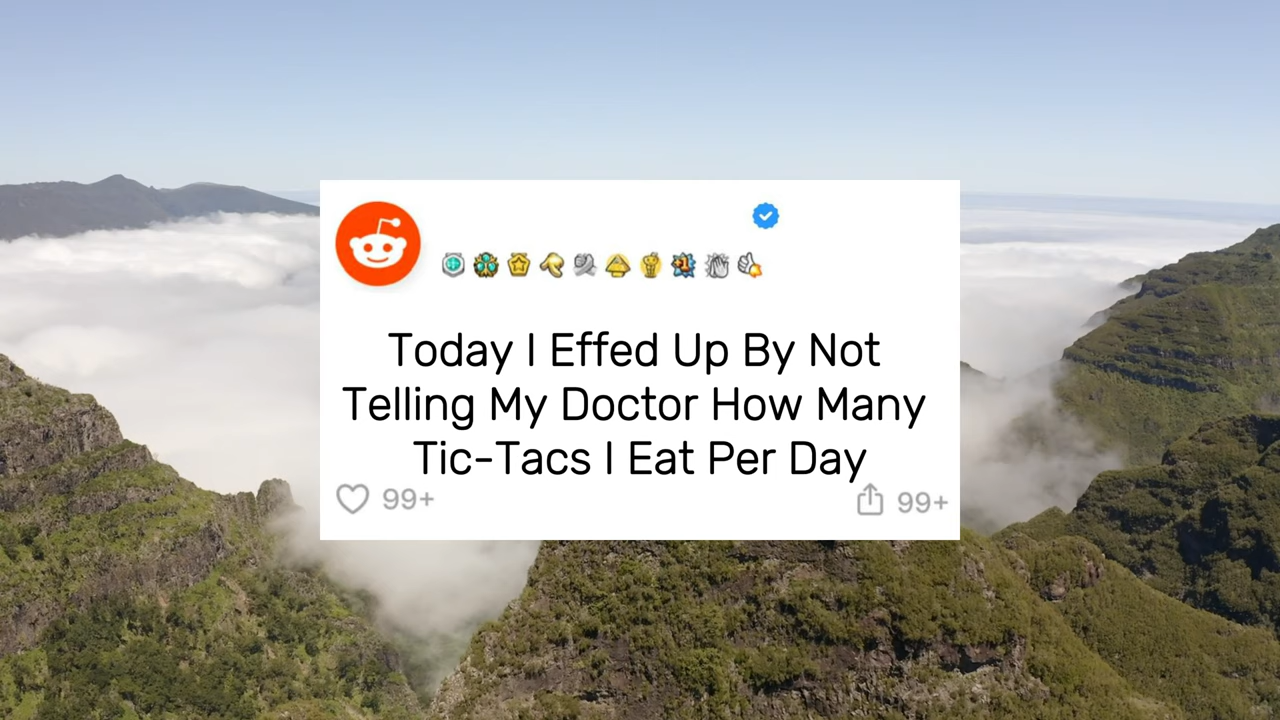 Today I Effed Up By Not
Telling My Doctor How Many
Tic-Tacs I Eat Per Day
99+
99+